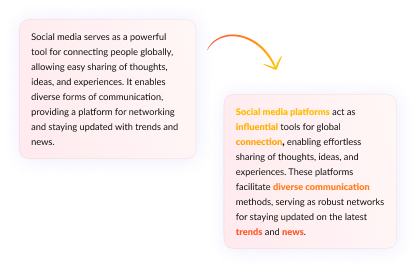 Social media serves as a powerful
tool for connecting people globally,
allowing easy sharing of thoughts,
ideas, and experiences. It enables
diverse forms of communication,
providing a platform for networking
and staying updated with trends and
news.
Social media platforms act as
influential tools for global
connection, enabling effortless
sharing of thoughts, ideas, and
experiences. These platforms
facilitate diverse communication
methods, serving as robust networks
for staying updated on the latest
trends and news.